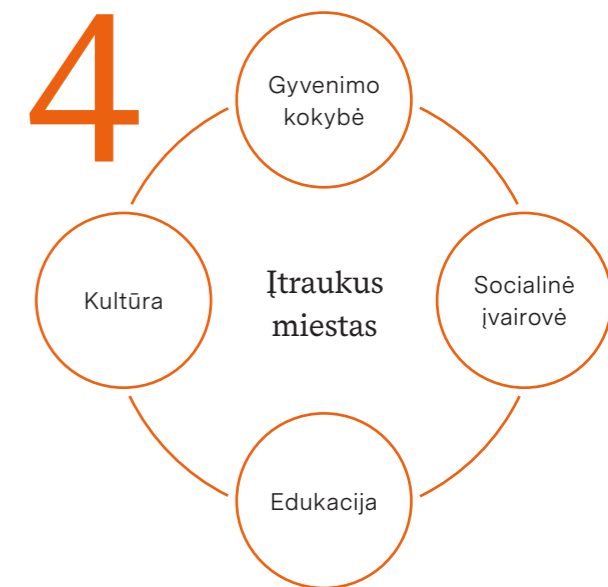 4
Gyvenimo
kokybė
Kultūra
Įtraukus
miestas
Socialinė
įvairovė
Edukacija